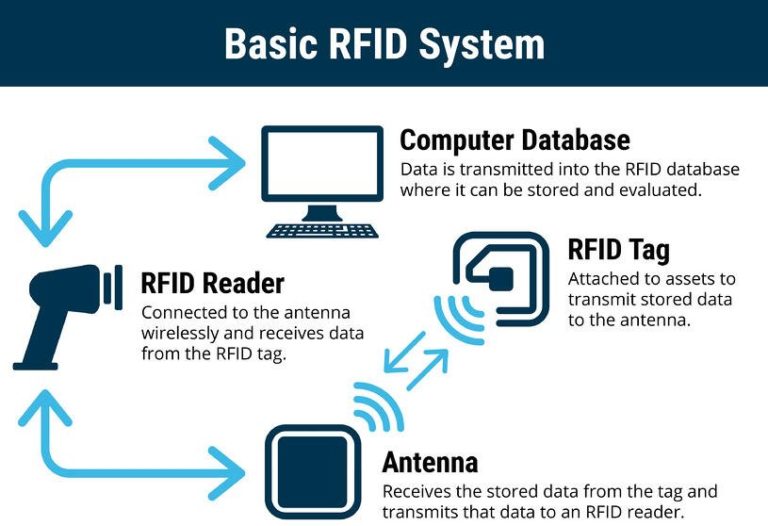 Basic RFID System
Computer Database
Data is transmitted into the RFID database
where it can be stored and evaluated.
RFID Tag
Attached to assets to
transmit stored data
to the antenna.
RFID Reader
Connected to the antenna
wirelessly and receives data
from the RFID tag.
Antenna
Receives the stored data from the tag and
transmits that data to an RFID reader.